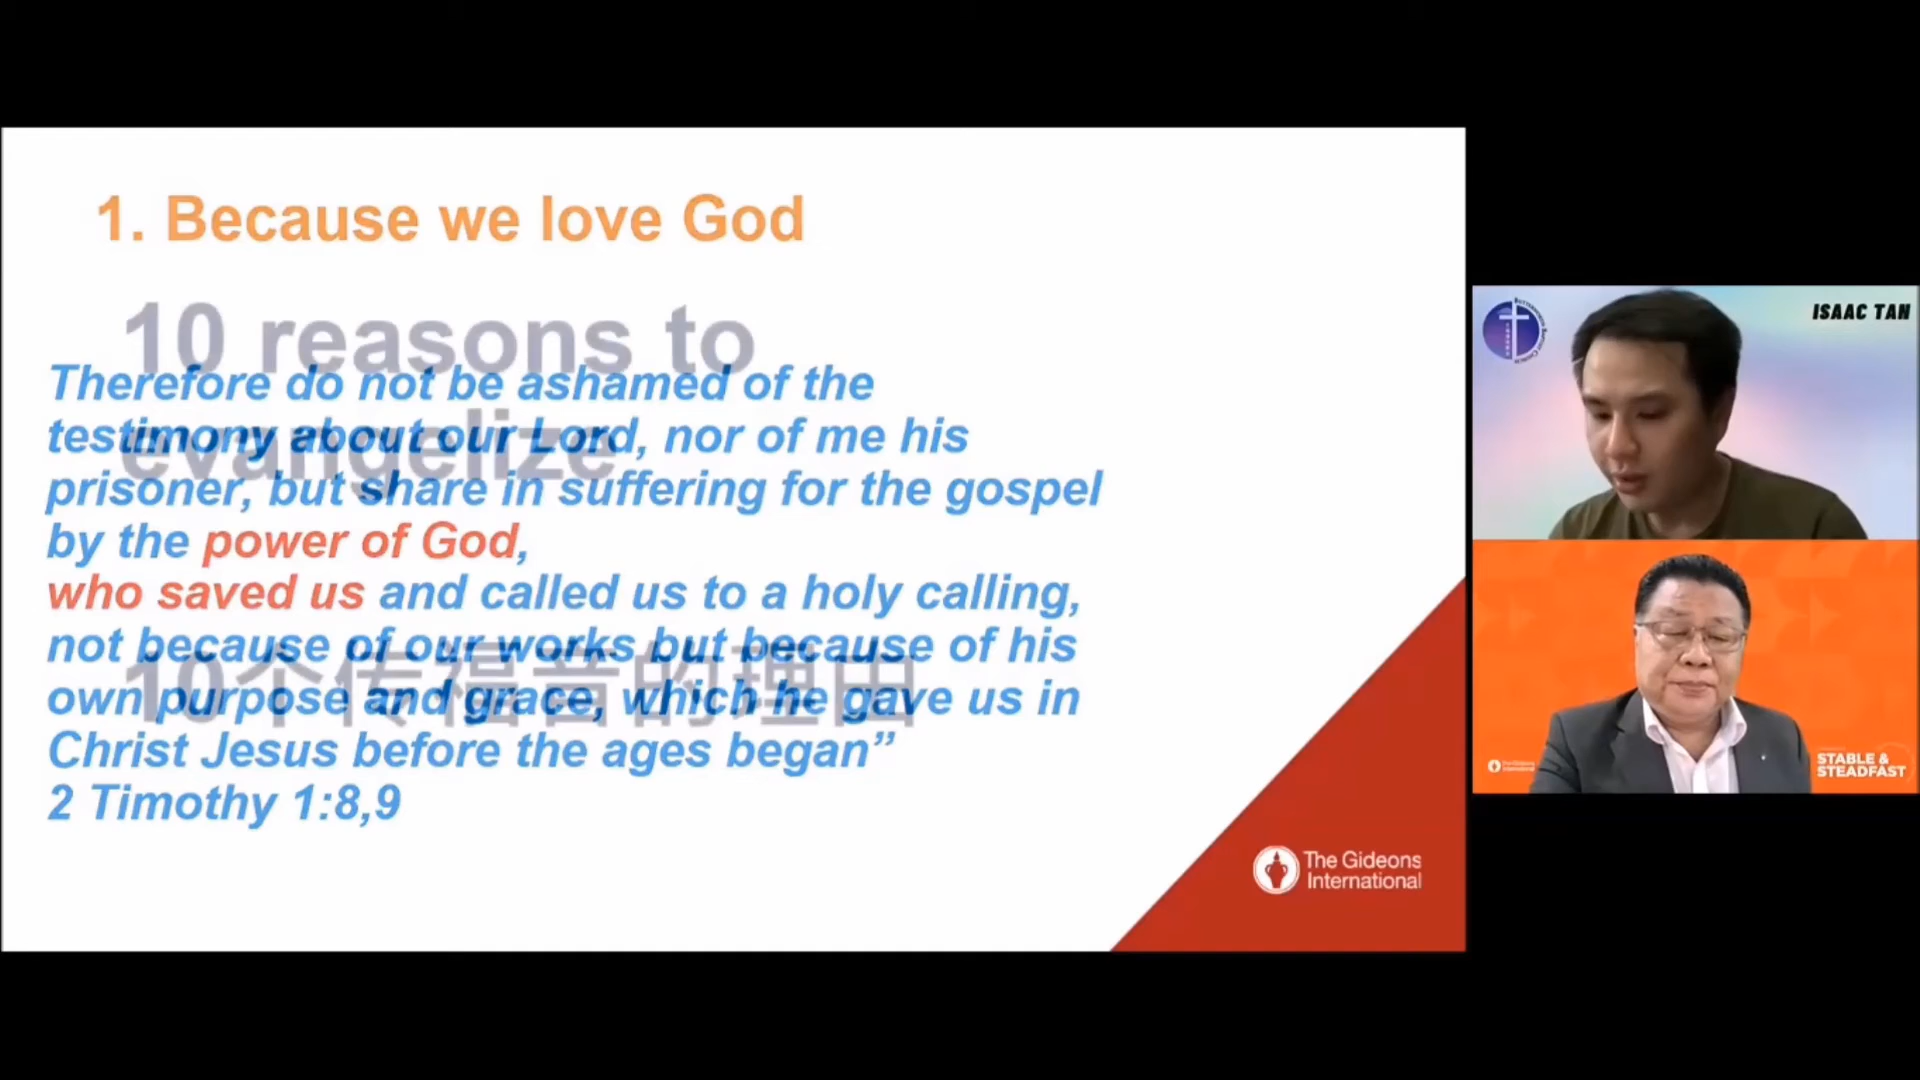 1. Because we love God
10 reasons to
evangelize
Therefore do not be ashamed of the
testimony about our Lord, nor of me his
prisoner, but share in suffering for the gospel
by the power of God,
who saved us and called us to a holy calling,
not because of our works but because of his
own purpose and grace, which he gave us in
Christ Jesus before the ages began”
2 Timothy 1:8,9
10个传福音的理由
The Gideons
International
ISAAC TAN
The Gideons
International
STABLE &
STEADFAST